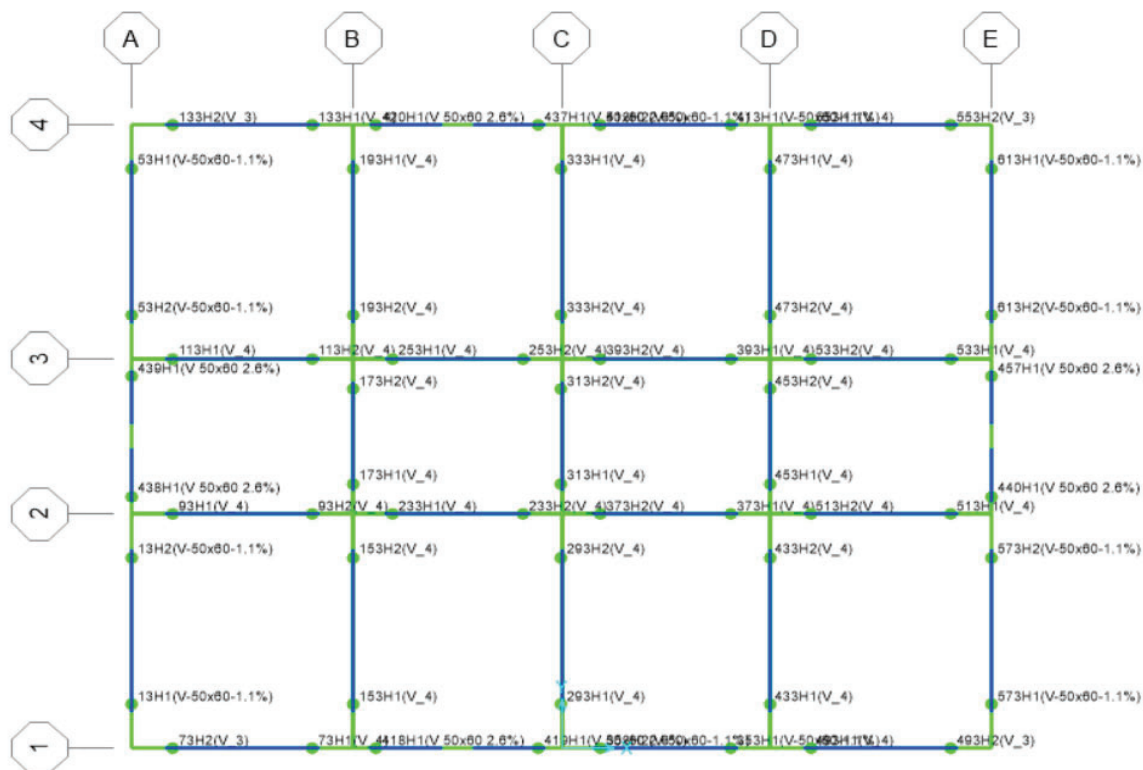 A B C D E
4
133H2(V_3) 133H1(V_4) 420H1(V 50x60 2.6%) 437H1(V 553H2(V_3)
53H1(V-50x60-1.1%) 193H1(V_4) 333H1(V_4) 473H1(V_4) 613H1(V-50x60-1.1%)
53H2(V-50x60-1.1%) 193H2(V_4) 333H2(V_4) 473H2(V_4) 613H2(V-50x60-1.1%)
3
113H1(V_4) 113H2(V_4) 253H1(V_4) 253H2(V_4) 393H2(V_4) 393H1(V_4) 533H2(V_4) 533H1(V_4)
439H1(V 50x60 2.6%) 457H1(V 50x60 2.6%)
173H2(V_4) 313H2(V_4) 453H2(V_4)
173H1(V_4) 313H1(V_4) 453H1(V_4)
438H1(V 50x60 2.6%) 440H1(V 50x60 2.6%)
2
93H1(V_4) 93H2(V_4) 233H1(V_4) 233H2(V_4) 373H2(V_4) 373H1(V_4) 513H2(V_4) 513H1(V_4)
13H2(V-50x60-1.1%) 153H2(V_4) 293H2(V_4) 433H2(V_4) 573H2(V-50x60-1.1%)
13H1(V-50x60-1.1%) 153H1(V_4) 293H1(V_4) 433H1(V_4) 573H1(V-50x60-1.1%)
1
73H2(V_3) 73H1(V_4) 418H1(V 50x60 2.6%) 419H1(V X 493H2(V_3)